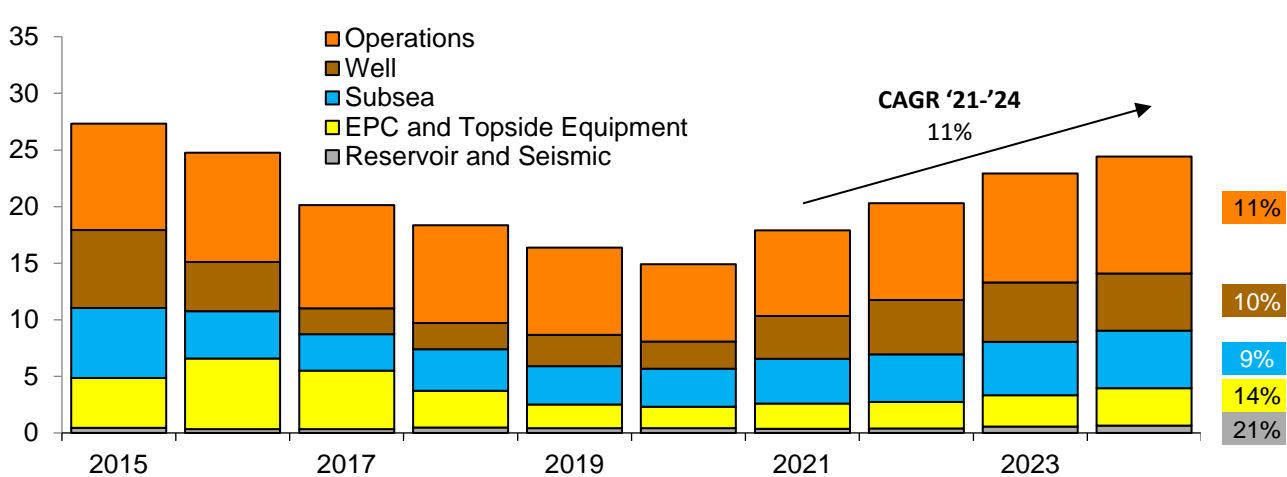 35
30
25
20
15
10
5
0
Operations
Well
Subsea
EPC and Topside Equipment
Reservoir and Seismic
CAGR ‘21-’24
11%
11%
10%
9%
14%
21%
2015 2017 2019 2021 2023